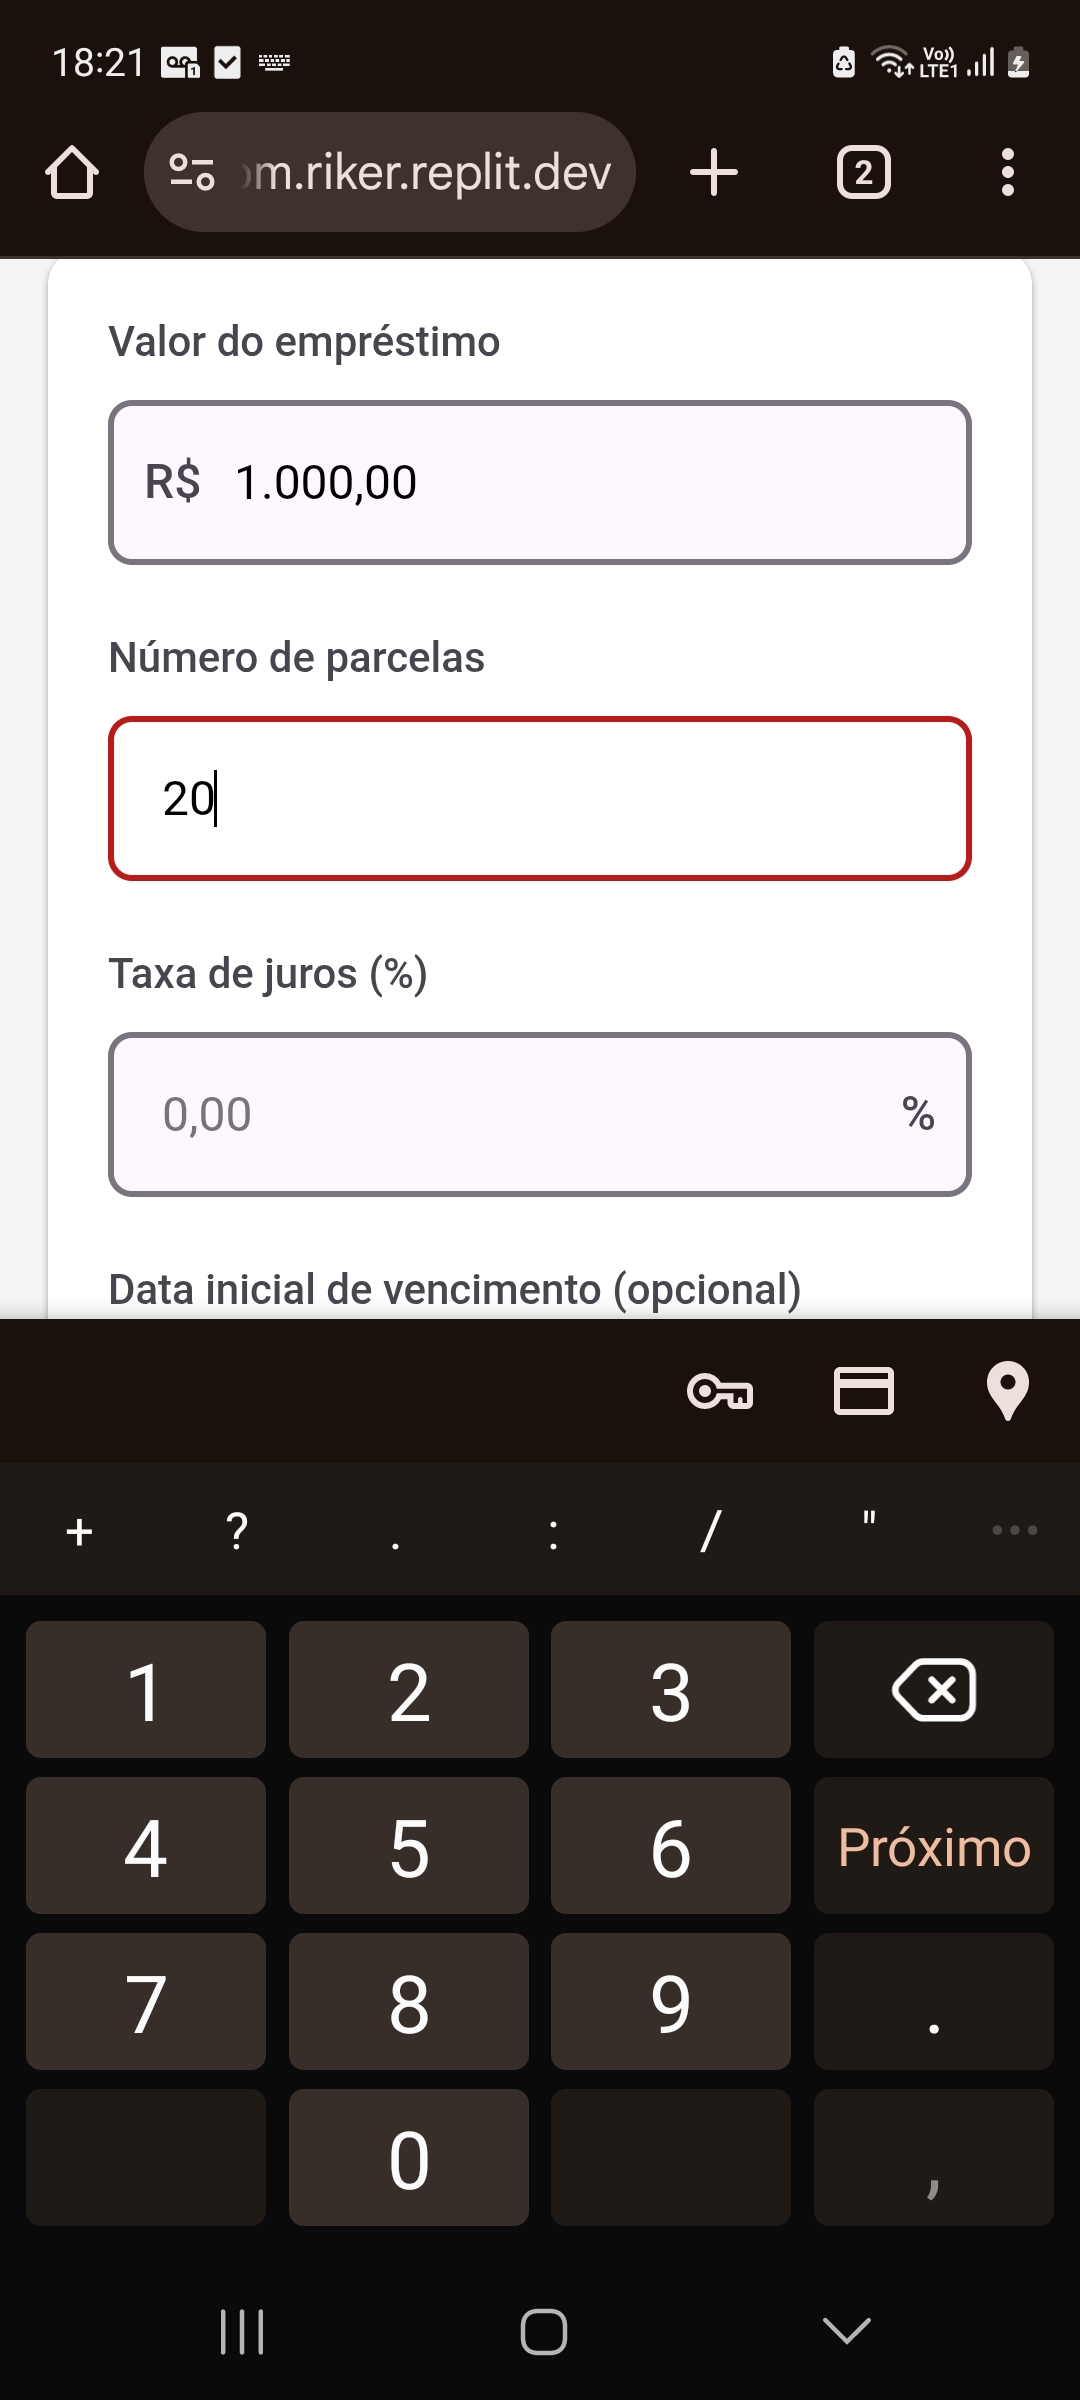 18:21
Vo))
LTE1
m.riker.replit.dev
2
Valor do empréstimo
R$ 1.000,00
Número de parcelas
20
Taxa de juros (%)
0,00 %
Data inicial de vencimento (opcional)
+ ? . : / " ...
1 2 3
4 5 6 Próximo
7 8 9 .
0 ,